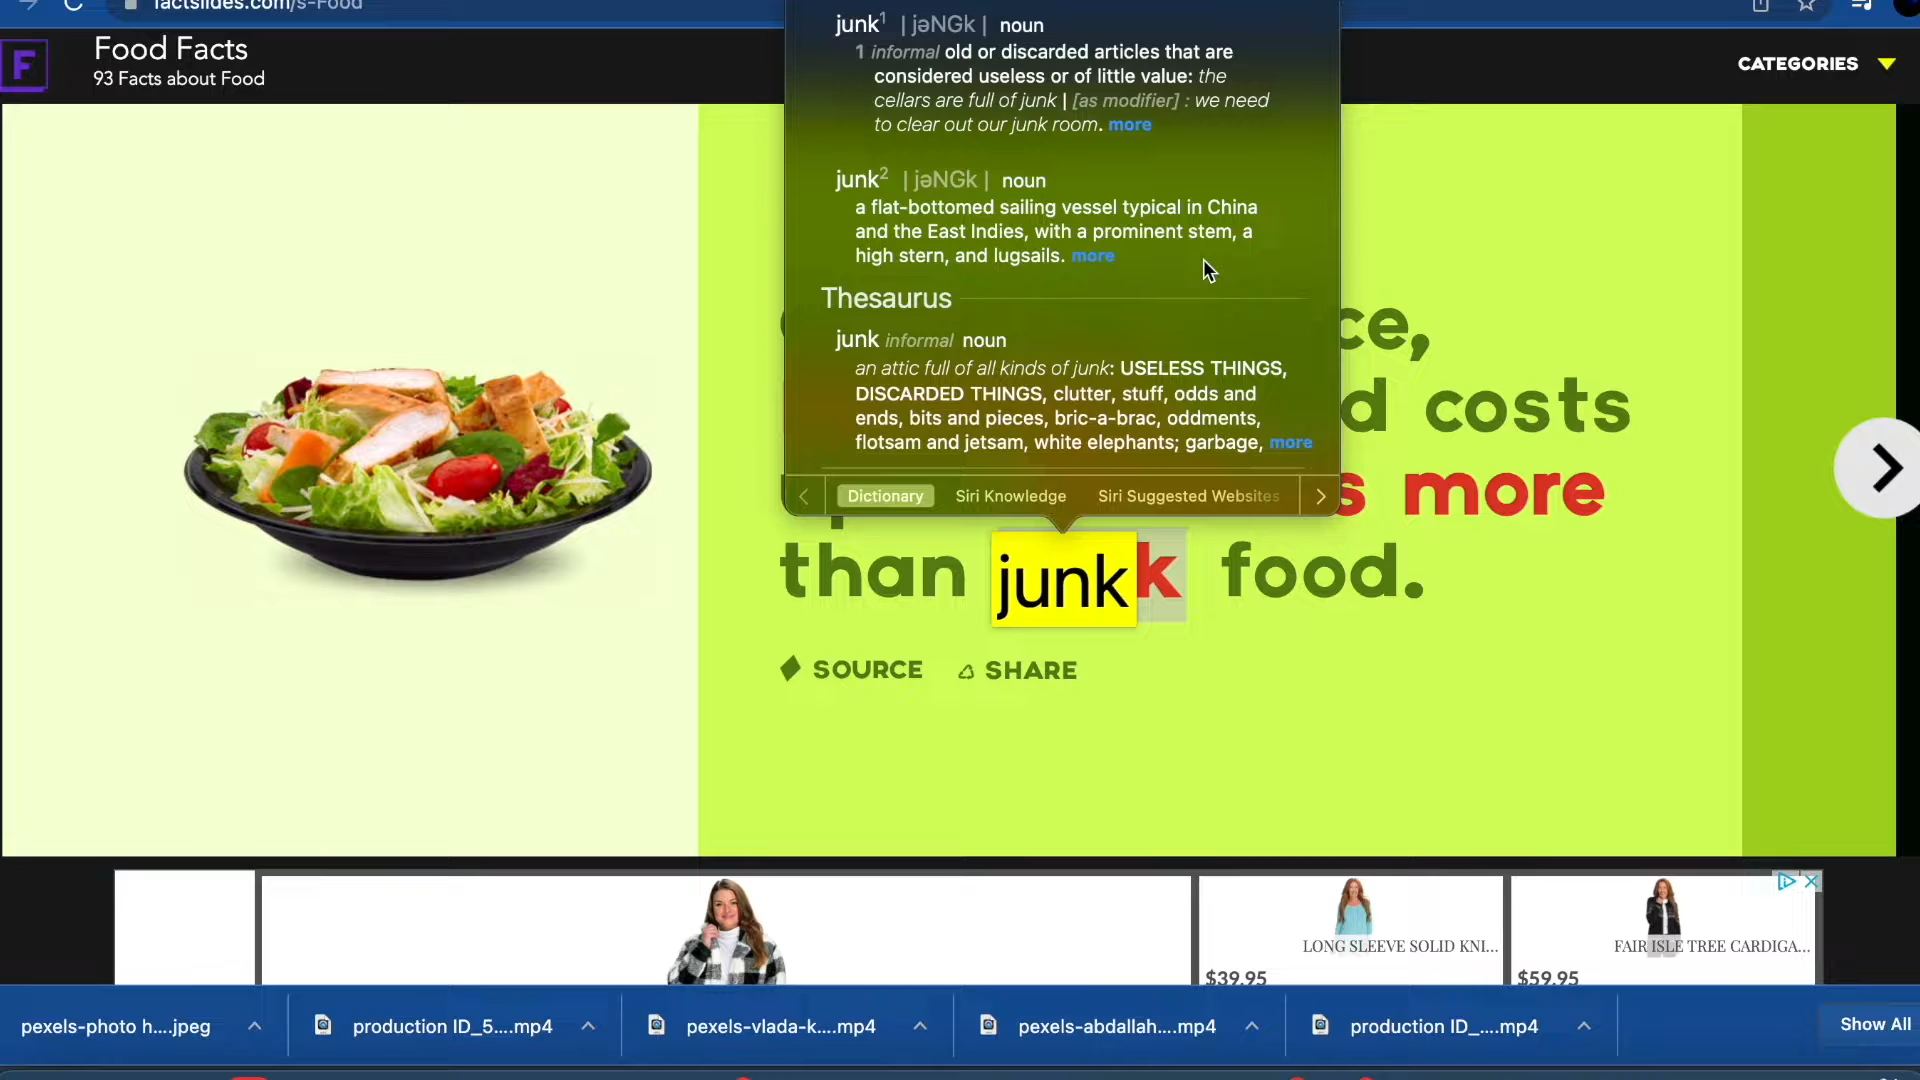 factslides.com/s-Food
F
Food Facts
93 Facts about Food
CATEGORIES
junk1 | jəNGk | noun
1 informal old or discarded articles that are
considered useless or of little value: the
cellars are full of junk | [as modifier] : we need
to clear out our junk room. more
junk2 | jəNGk | noun
a flat-bottomed sailing vessel typical in China
and the East Indies, with a prominent stem, a
high stern, and lugsails. more
Thesaurus
junk informal noun
an attic full of all kinds of junk: USELESS THINGS,
DISCARDED THINGS, clutter, stuff, odds and
ends, bits and pieces, bric-a-brac, oddments,
flotsam and jetsam, white elephants; garbage, more
Dictionary Siri Knowledge Siri Suggested Websites
ce,
d costs
s more
than junk k food.
SOURCE SHARE
LONG SLEEVE SOLID KNI...
$39.95
FAIR ISLE TREE CARDIGA...
$59.95
pexels-photo h....jpeg
production ID_5....mp4
pexels-vlada-k....mp4
pexels-abdallah....mp4
production ID_....mp4
Show All